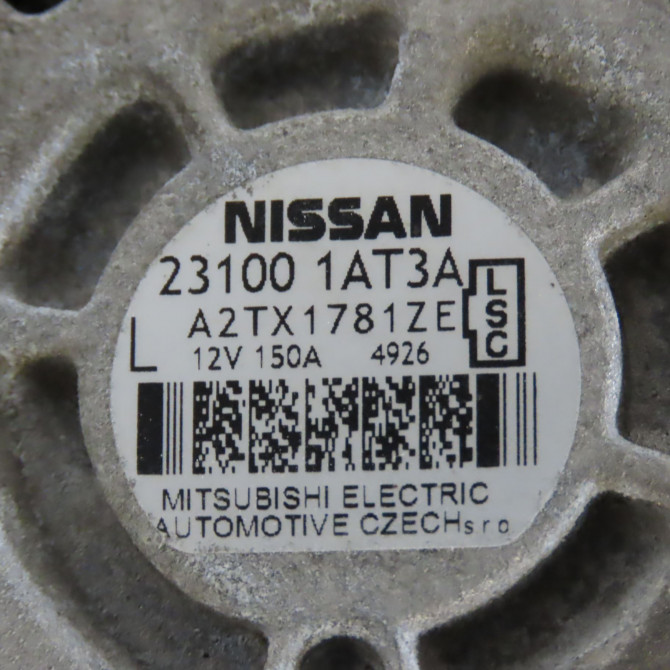 NISSAN
23100 1AT3A
L A2TX1781ZE
L
S
C
12V 150A 4926
MITSUBISHI ELECTRIC
AUTOMOTIVE CZECH s r o